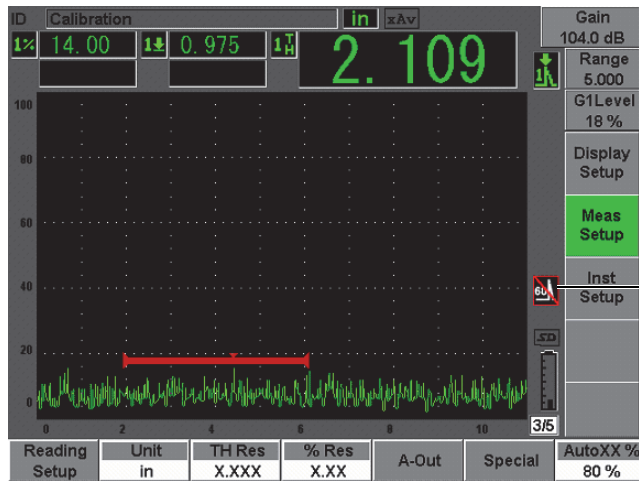 ID Calibration in xAv
1% 14.00 1 0.975 1 T/H 2.109
Gain
104.0 dB
Range
5.000
G1Level
18 %
Display
Setup
Meas
Setup
Inst
Setup
100
80
60
40
20
0
0 2 4 6 8 10
60
SD
3/5
Reading
Setup
Unit
in
TH Res
X.XXX
% Res
X.XX
A-Out
Special
AutoXX %
80 %